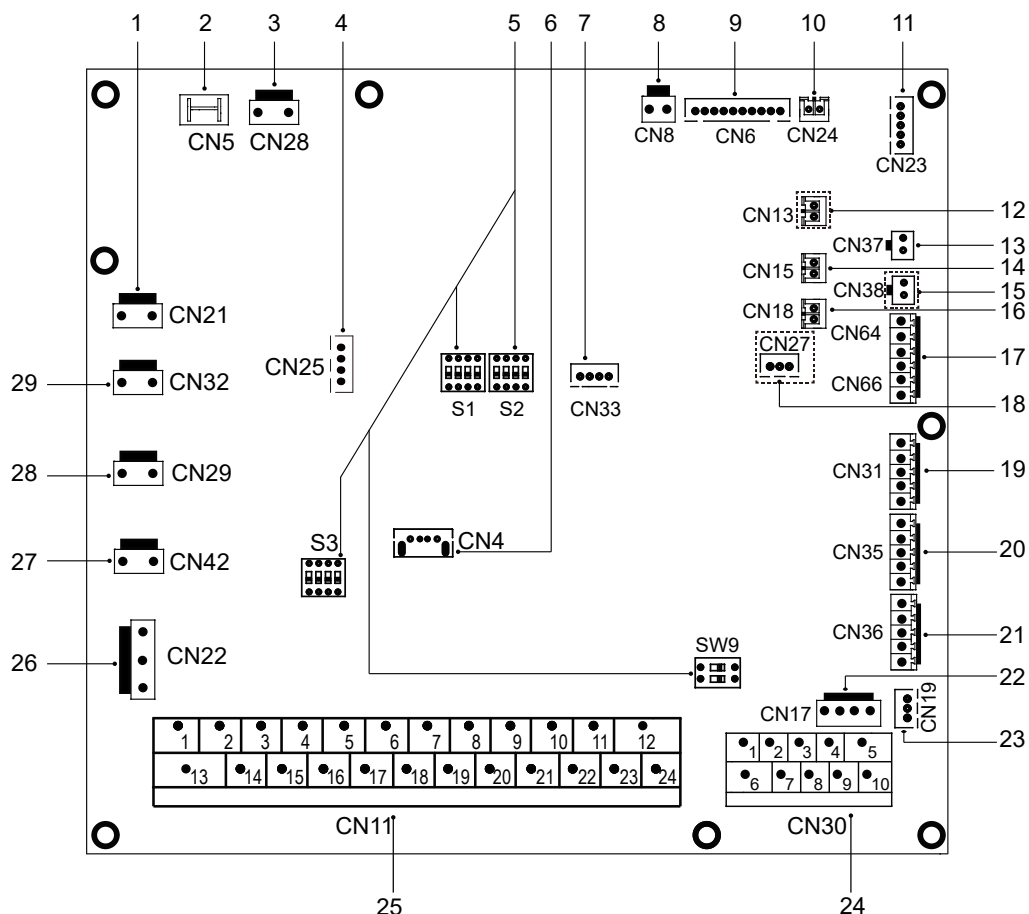 1 2 3 4 5 6 7 8 9 10 11
CN5 CN28 CN8 CN6 CN24 CN23
CN13 12
CN37 13
CN15 14
CN38 15
CN18 16
CN21 CN64
CN27
CN25 17
29 CN32 CN66
S1 S2 CN33 18
28 CN29 CN31 19
S3 CN4
27 CN42 CN35 20
CN36 21
26 CN22 SW9
22
CN17 CN19
23
1 2 3 4 5 6 7 8 9 10 11 12
13 14 15 16 17 18 19 20 21 22 23 24
1 2 3 4 5
6 7 8 9 10
CN11 CN30
25 24